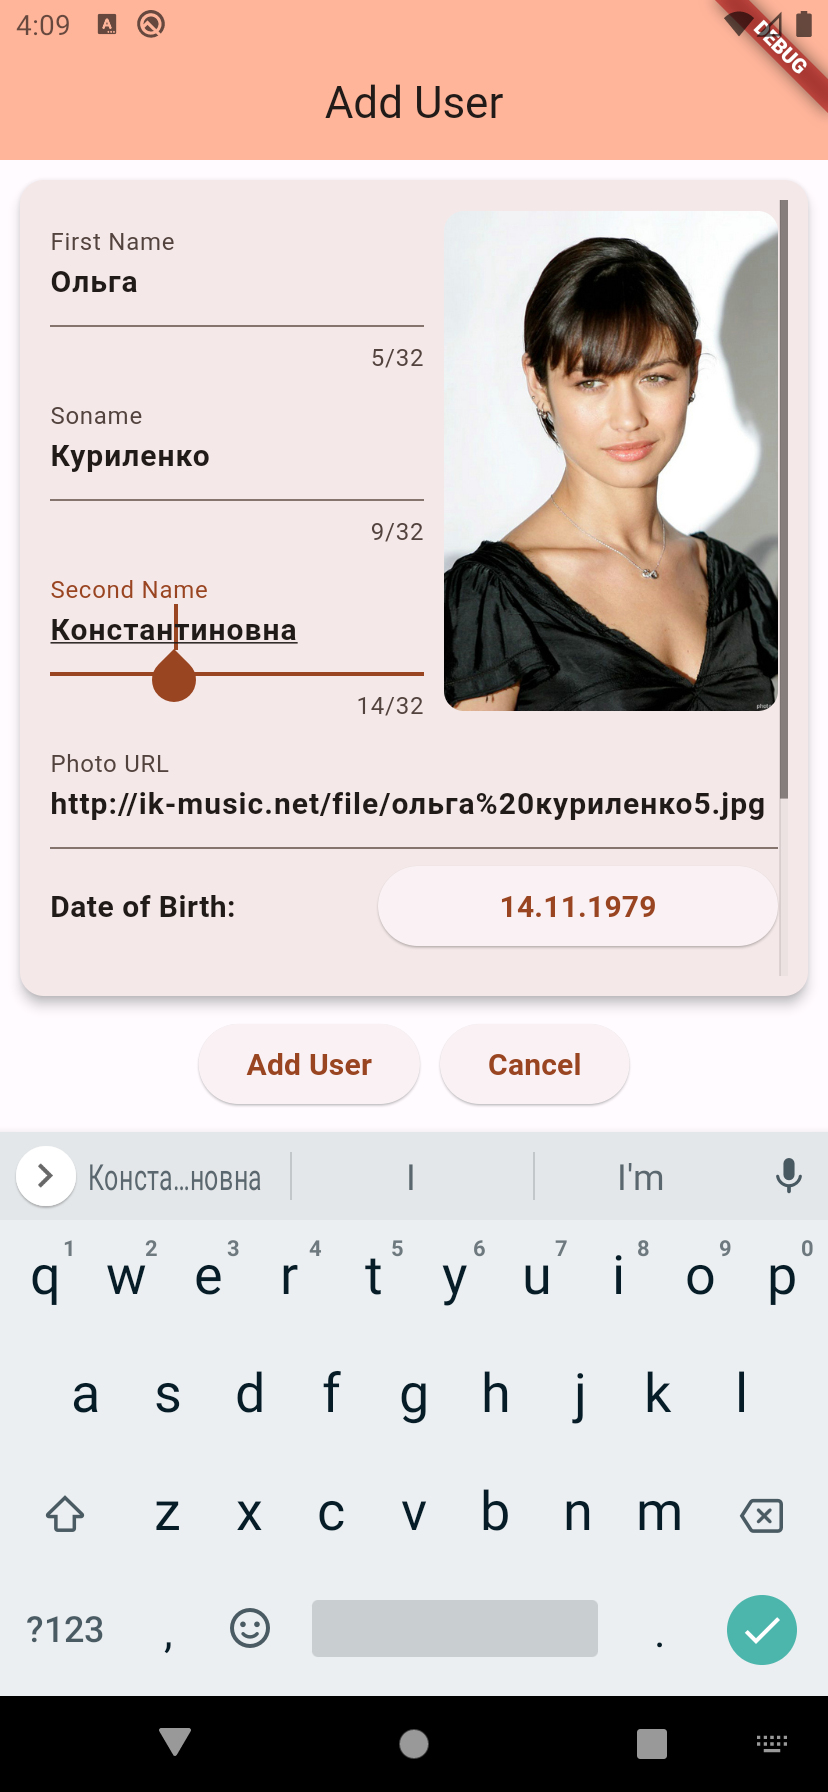 4:09
DEBUG
Add User
First Name
Ольга
5/32
Soname
Куриленко
9/32
Second Name
Константиновна
14/32
Photo URL
http://ik-music.net/file/ольга%20куриленко5.jpg
Date of Birth:
14.11.1979
Add User
Cancel
Конста...новна
I
I'm
1 2 3 4 5 6 7 8 9 0
q w e r t y u i o p
a s d f g h j k l
z x c v b n m
?123 , .